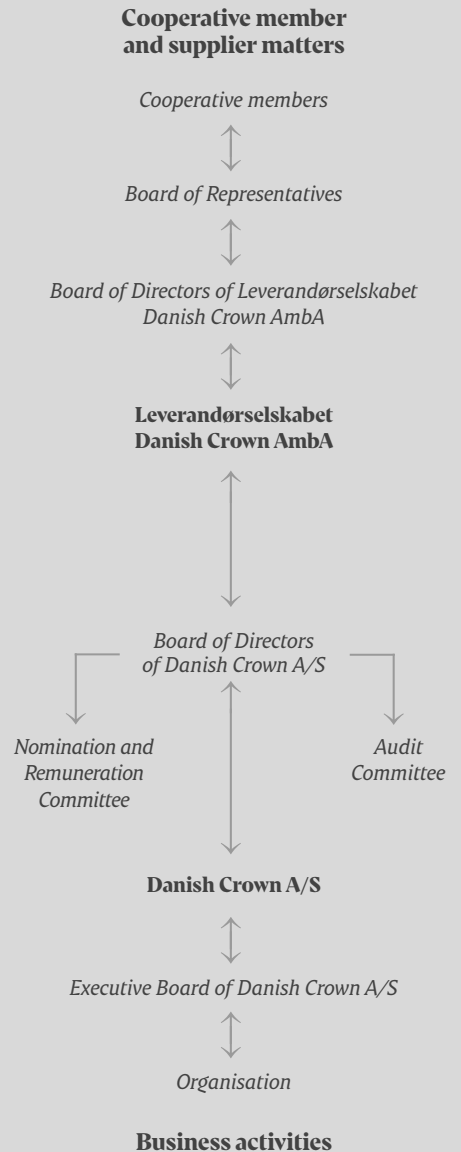 Cooperative member
and supplier matters
Cooperative members
Board of Representatives
Board of Directors of Leverandørselskabet
Danish Crown AmbA
Leverandørselskabet
Danish Crown AmbA
Board of Directors
of Danish Crown A/S
Nomination and
Remuneration
Committee
Audit
Committee
Danish Crown A/S
Executive Board of Danish Crown A/S
Organisation
Business activities